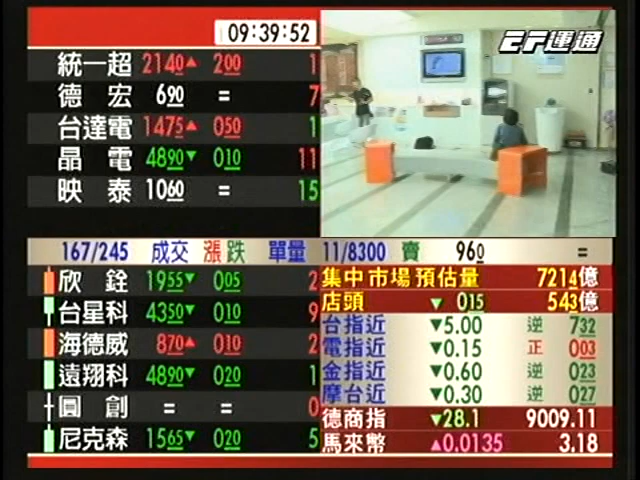 09:39:52
EF運通
統一超 2140▲ 200 1
德宏 690 = 7
台達電 1475▲ 050 1
晶電 4890▼ 010 11
映泰 1060 = 15
167/245 成交 漲跌 單量 11/8300 賣 960 =
欣銓 1955▼ 005 2
台星科 4350▼ 010 9
海德威 870▲ 010 2
遠翔科 4890▼ 020 1
圓創 = = 0
尼克森 1565▼ 020 5
集中市場預估量 7214億
店頭 ▼ 015 543億
台指近 ▼5.00 逆 732
電指近 ▼0.15 正 003
金指近 ▼0.60 逆 023
摩台近 ▼0.30 逆 027
德商指 ▼28.1 9009.11
馬來幣 ▲0.0135 3.18